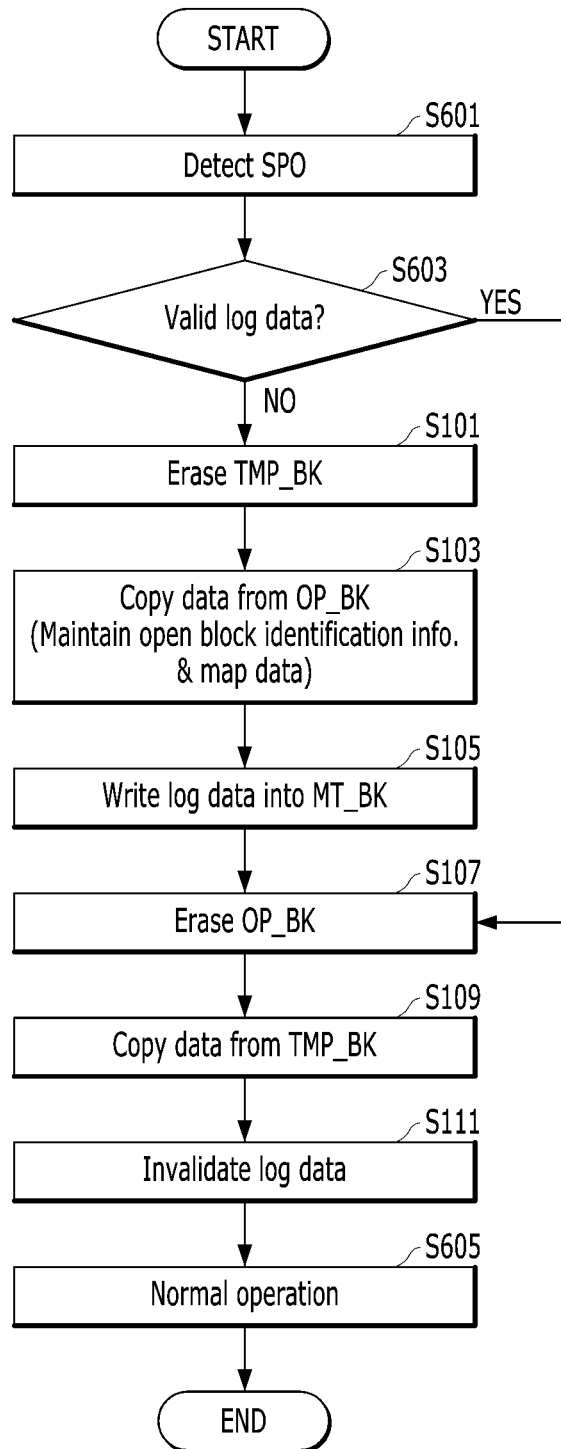 START
S601
Detect SPO
S603
Valid log data?
YES
NO
S101
Erase TMP_BK
S103
Copy data from OP_BK
(Maintain open block identification info.
& map data)
S105
Write log data into MT_BK
S107
Erase OP_BK
S109
Copy data from TMP_BK
S111
Invalidate log data
S605
Normal operation
END